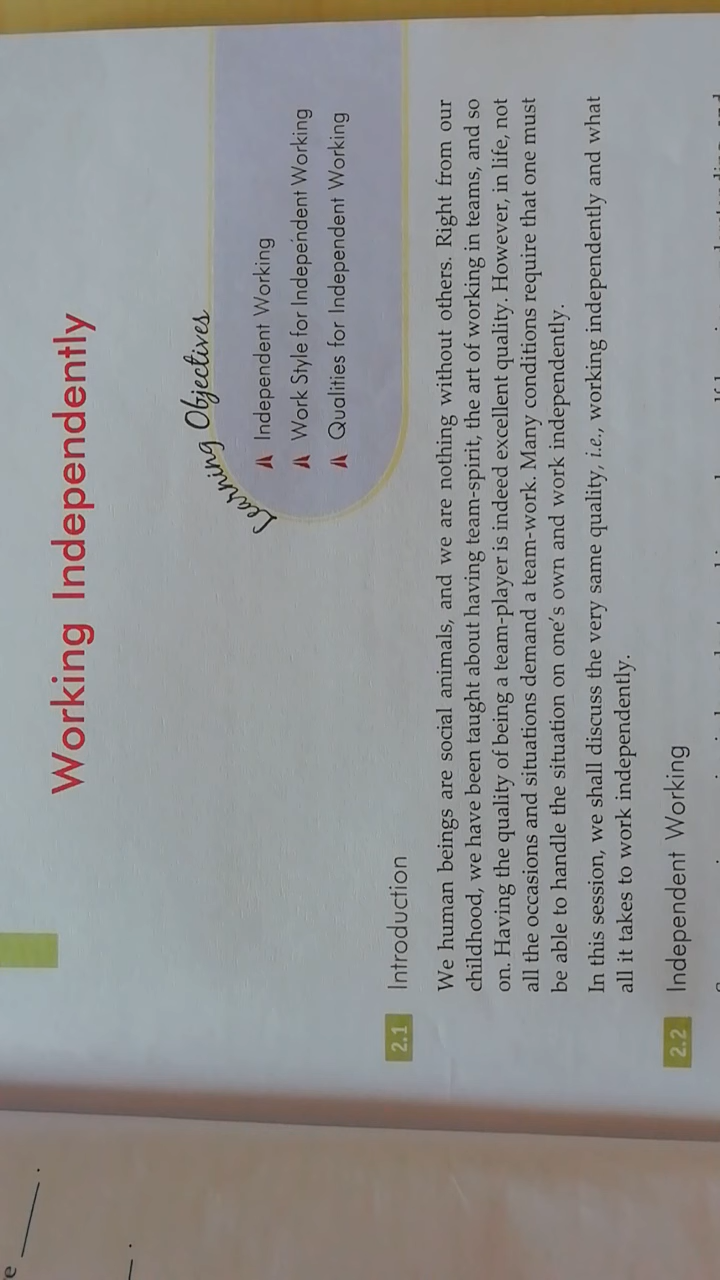 Working Independently
Learning Objectives
Independent Working
Work Style for Independent Working
Qualities for Independent Working
2.1 Introduction
We human beings are social animals, and we are nothing without others. Right from our
childhood, we have been taught about having team-spirit, the art of working in teams, and so
on. Having the quality of being a team-player is indeed excellent quality. However, in life, not
all the occasions and situations demand a team-work. Many conditions require that one must
be able to handle the situation on one's own and work independently.
In this session, we shall discuss the very same quality, i.e., working independently and what
all it takes to work independently.
2.2 Independent Working